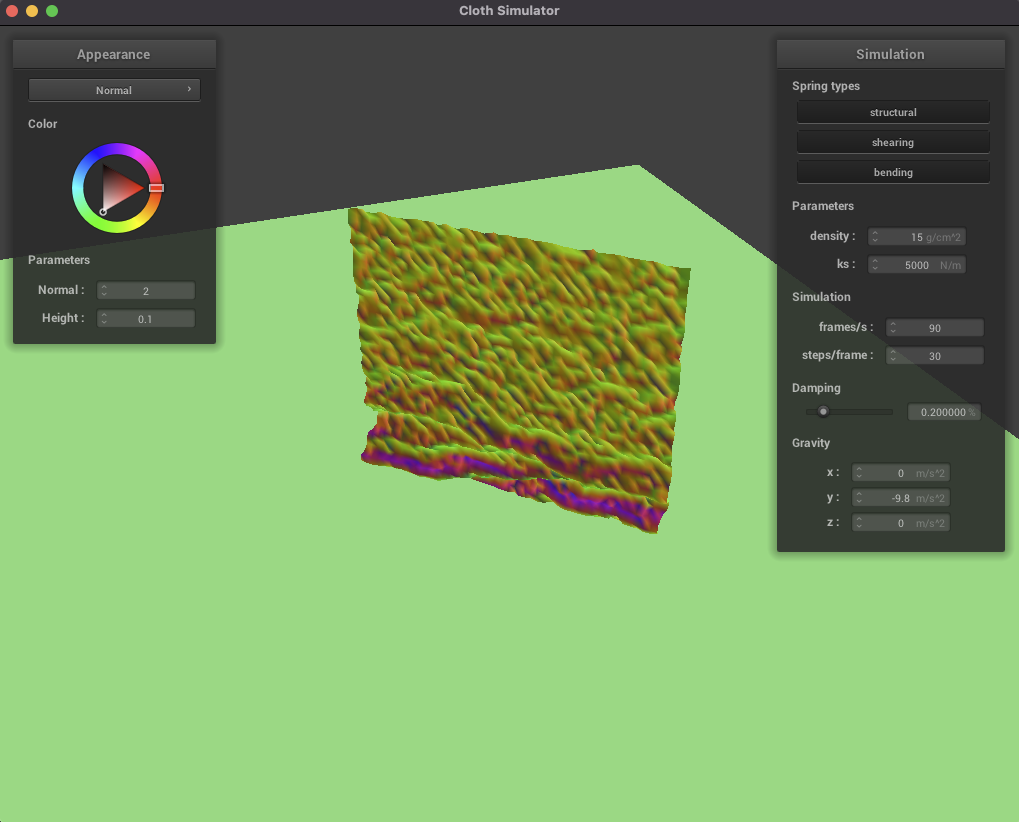 Cloth Simulator
Appearance
Normal ›
Color
Parameters
Normal : 2
Height : 0.1
Simulation
Spring types
structural
shearing
bending
Parameters
density : 15 g/cm^2
ks : 5000 N/m
Simulation
frames/s : 90
steps/frame : 30
Damping
0.200000 %
Gravity
x : 0 m/s^2
y : -9.8 m/s^2
z : 0 m/s^2